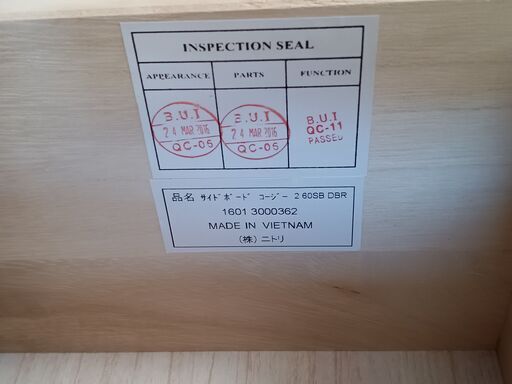 INSPECTION SEAL
APPEARANCE PARTS FUNCTION
B.U.I B.U.I B.U.I
24 MAR 2016 24 MAR 2016 QC-11
QC-06 QC-06 PASSED
品名 サイドボード コージー 2 60SB DBR
1601 3000362
MADE IN VIETNAM
(株) ニトリ